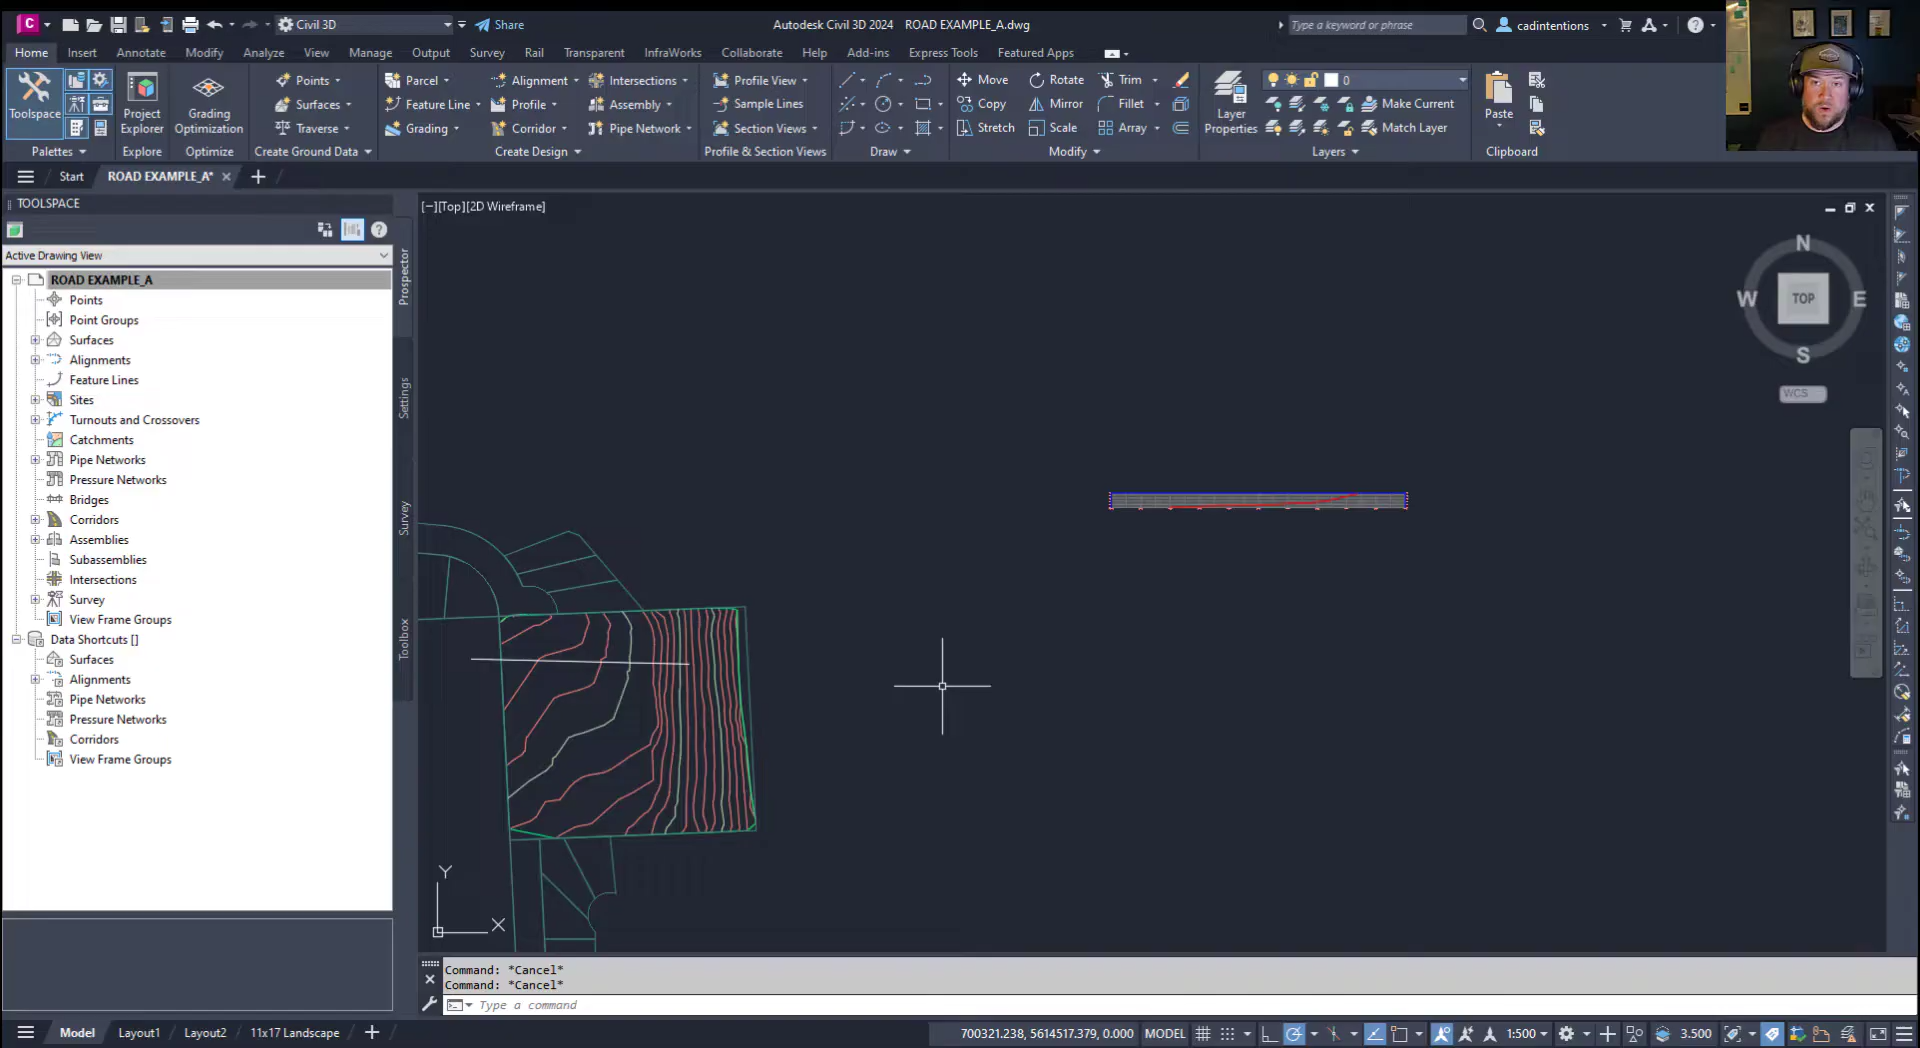 C
Civil 3D
Share
Autodesk Civil 3D 2024 ROAD EXAMPLE_A.dwg
Type a keyword or phrase
cadintentions
Home Insert Annotate Modify Analyze View Manage Output Survey Rail Transparent InfraWorks Collaborate Help Add-ins Express Tools Featured Apps
Toolspace
Palettes
Project Explorer
Explore
Grading Optimization
Optimize
Points
Surfaces
Traverse
Create Ground Data
Parcel
Feature Line
Grading
Alignment
Profile
Corridor
Intersections
Assembly
Pipe Network
Create Design
Profile View
Sample Lines
Section Views
Profile & Section Views
Draw
Move Rotate Trim
Copy Mirror Fillet
Stretch Scale Array
Modify
Layer Properties
0
Make Current
Match Layer
Layers
Paste
Clipboard
Start ROAD EXAMPLE_A*
TOOLSPACE
Active Drawing View
ROAD EXAMPLE_A
Points
Point Groups
Surfaces
Alignments
Feature Lines
Sites
Turnouts and Crossovers
Catchments
Pipe Networks
Pressure Networks
Bridges
Corridors
Assemblies
Subassemblies
Intersections
Survey
View Frame Groups
Data Shortcuts []
Surfaces
Alignments
Pipe Networks
Pressure Networks
Corridors
View Frame Groups
Prospector
Settings
Survey
Toolbox
[−][Top][2D Wireframe]
N
W TOP E
S
WCS
Y
X
Command: *Cancel*
Command: *Cancel*
Type a command
Model Layout1 Layout2 11x17 Landscape
700321.238, 5614517.379, 0.000 MODEL 1:500 3.500